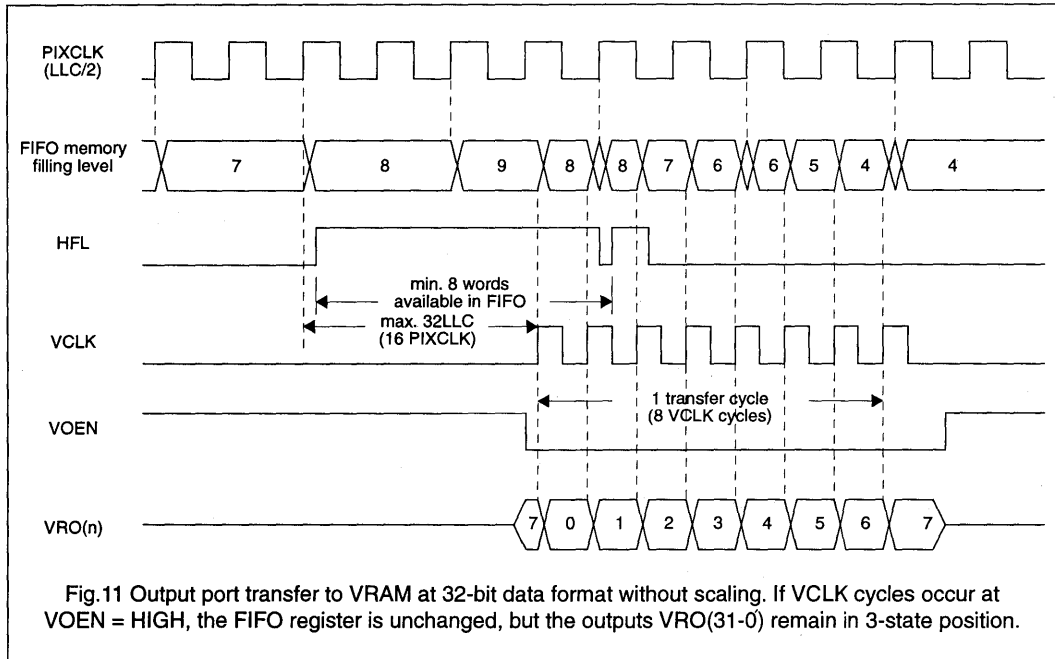 PIXCLK
(LLC/2)
FIFO memory
filling level
7 8 9 8 8 7 6 6 5 4 4
HFL
min. 8 words
available in FIFO
max. 32LLC
(16 PIXCLK)
VCLK
1 transfer cycle
(8 VCLK cycles)
VOEN
VRO(n)
7 0 1 2 3 4 5 6 7
Fig.11 Output port transfer to VRAM at 32-bit data format without scaling. If VCLK cycles occur at
VOEN = HIGH, the FIFO register is unchanged, but the outputs VRO(31-0) remain in 3-state position.